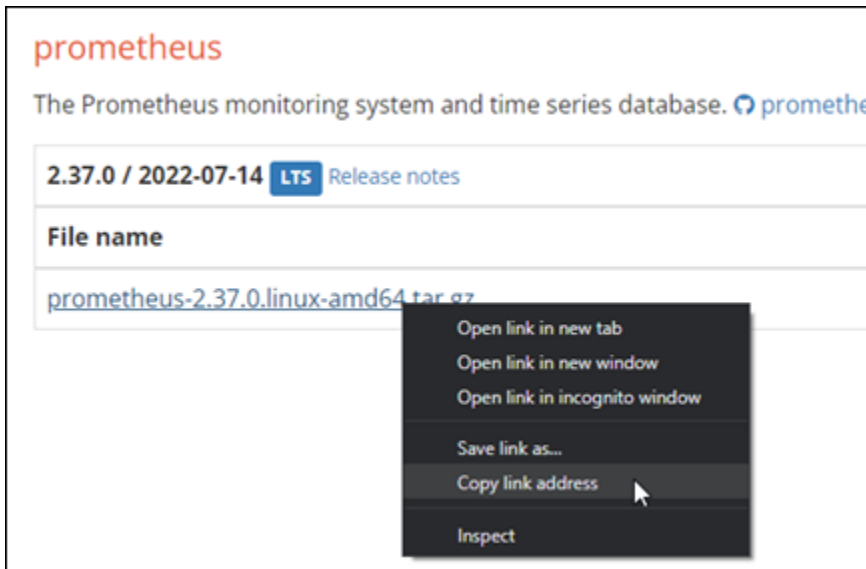 prometheus
The Prometheus monitoring system and time series database. promethe
2.37.0 / 2022-07-14 LTS Release notes
File name
prometheus-2.37.0.linux-amd64.tar.gz
Open link in new tab
Open link in new window
Open link in incognito window
Save link as...
Copy link address
Inspect